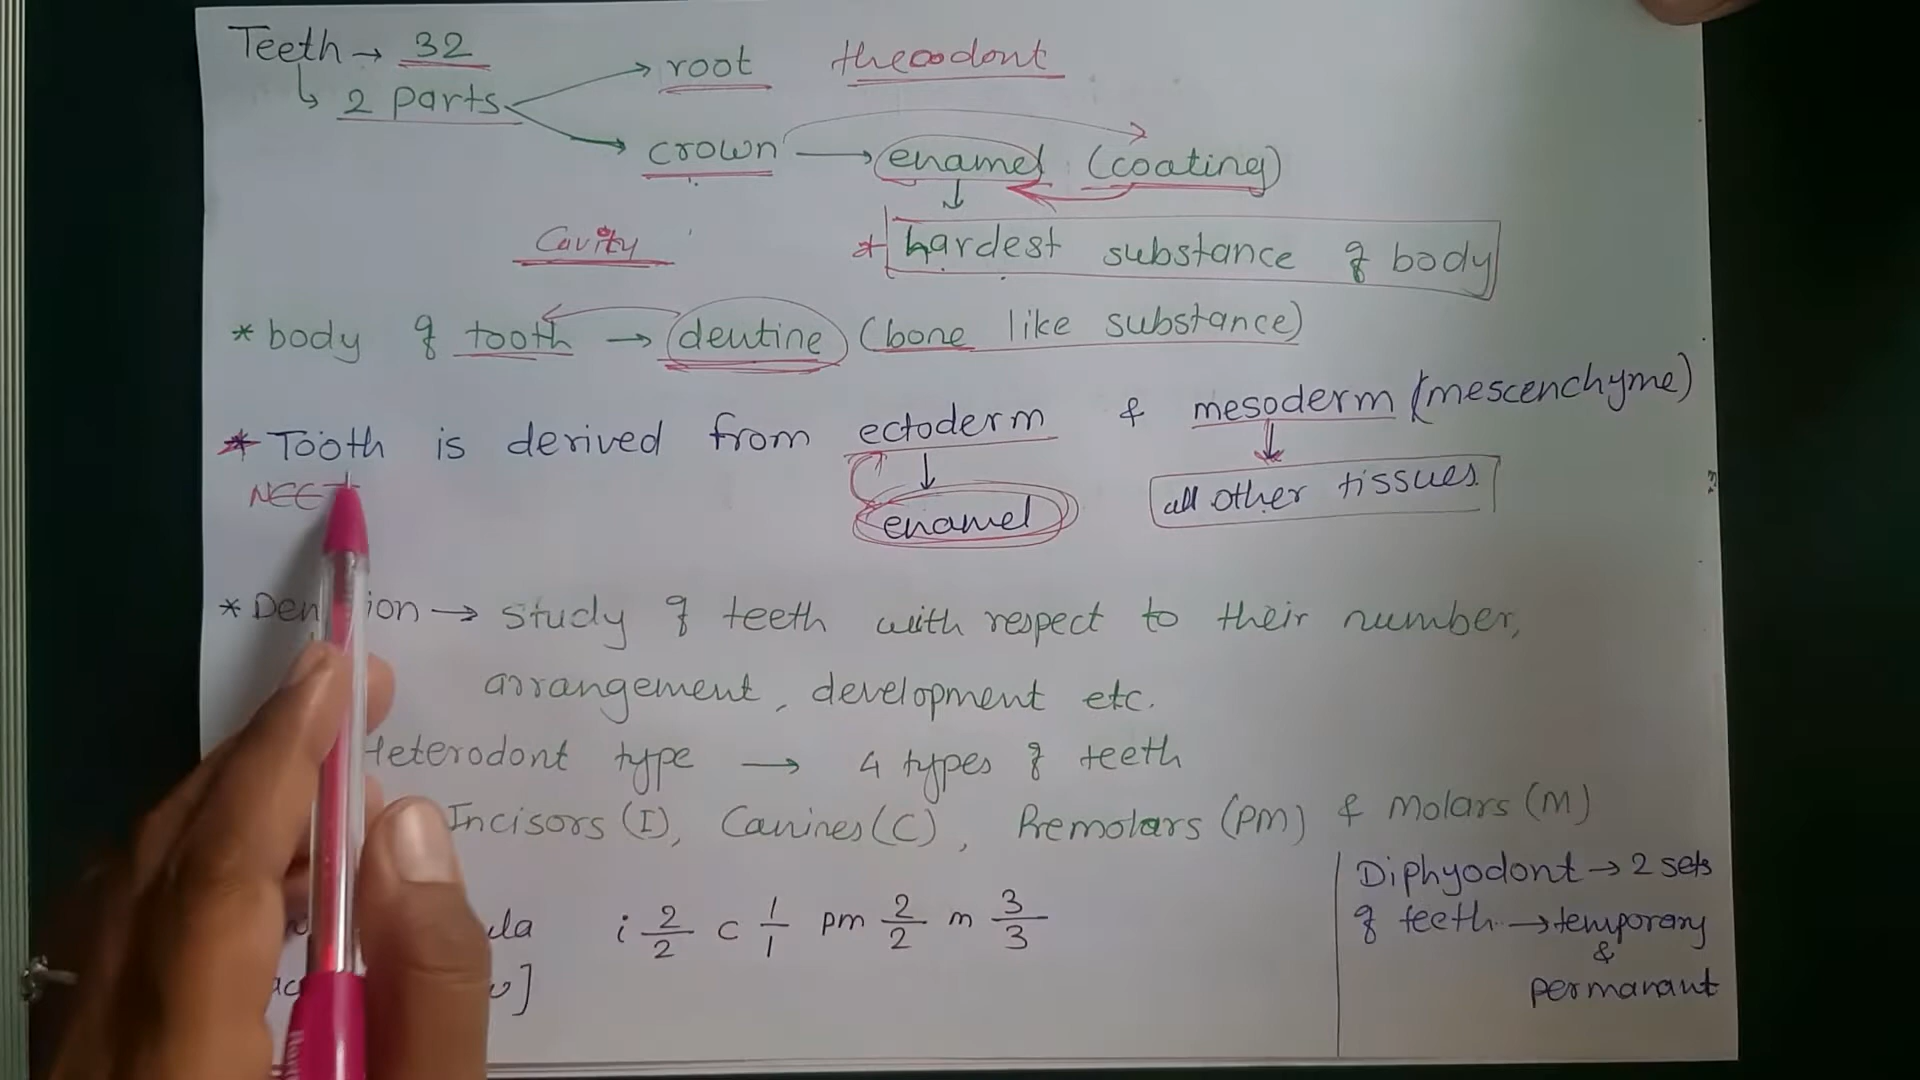 Teeth → 32 root thecodont
↳ 2 parts
crown → enamel (coating)
↓
Cavity * hardest substance of body
* body of tooth → dentine (bone like substance)
* Tooth is derived from ectoderm & mesoderm (mescenchyme)
NEET ↓ enamel ↓ all other tissues
* → study of teeth with respect to their number,
arrangement, development etc.
Heterodont type → 4 types of teeth
Incisors (I), Canines (C), Premolars (PM) & Molars (M)
Diphyodont → 2 sets
i 2/2 c 1/1 pm 2/2 m 3/3
of teeth → temporary
&
permanant